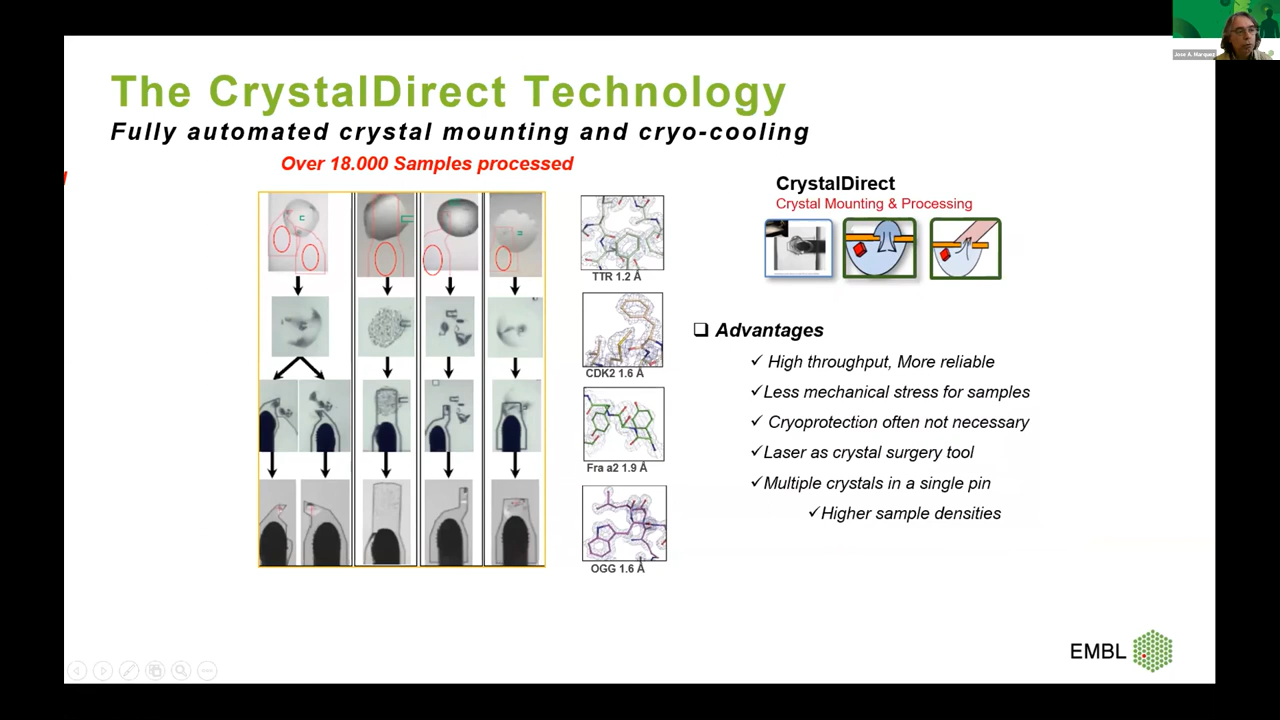 Jose A. Marquez
The CrystalDirect Technology
Fully automated crystal mounting and cryo-cooling
Over 18.000 Samples processed
TTR 1.2 Å
CDK2 1.6 Å
Fra a2 1.9 Å
OGG 1.6 Å
CrystalDirect
Crystal Mounting & Processing
❑ Advantages
✓ High throughput, More reliable
✓Less mechanical stress for samples
✓ Cryoprotection often not necessary
✓Laser as crystal surgery tool
✓Multiple crystals in a single pin
✓Higher sample densities
EMBL